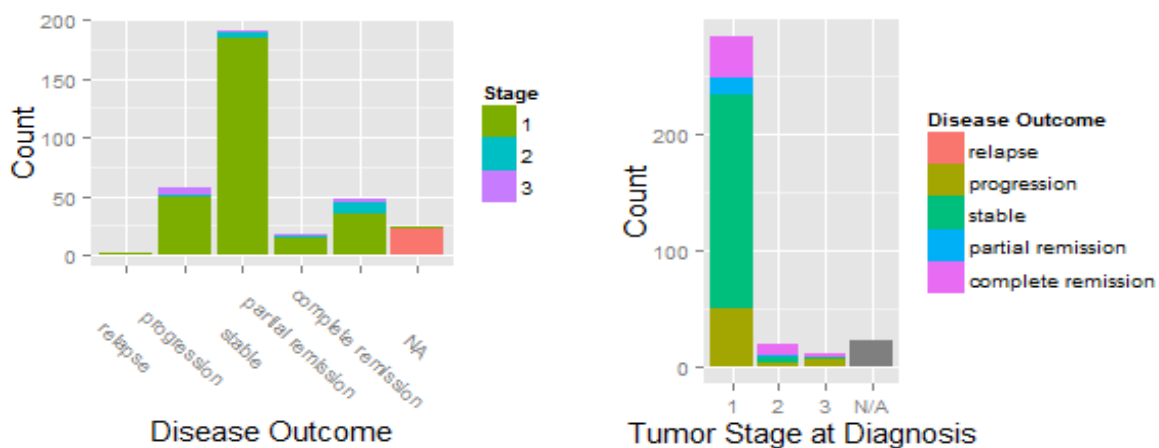 200
150
100
50
0
Count
relapse
progression
stable
partial remission
complete remission
NA
Disease Outcome
Stage
1
2
3
200
100
0
Count
1 2 3 N/A
Tumor Stage at Diagnosis
Disease Outcome
relapse
progression
stable
partial remission
complete remission